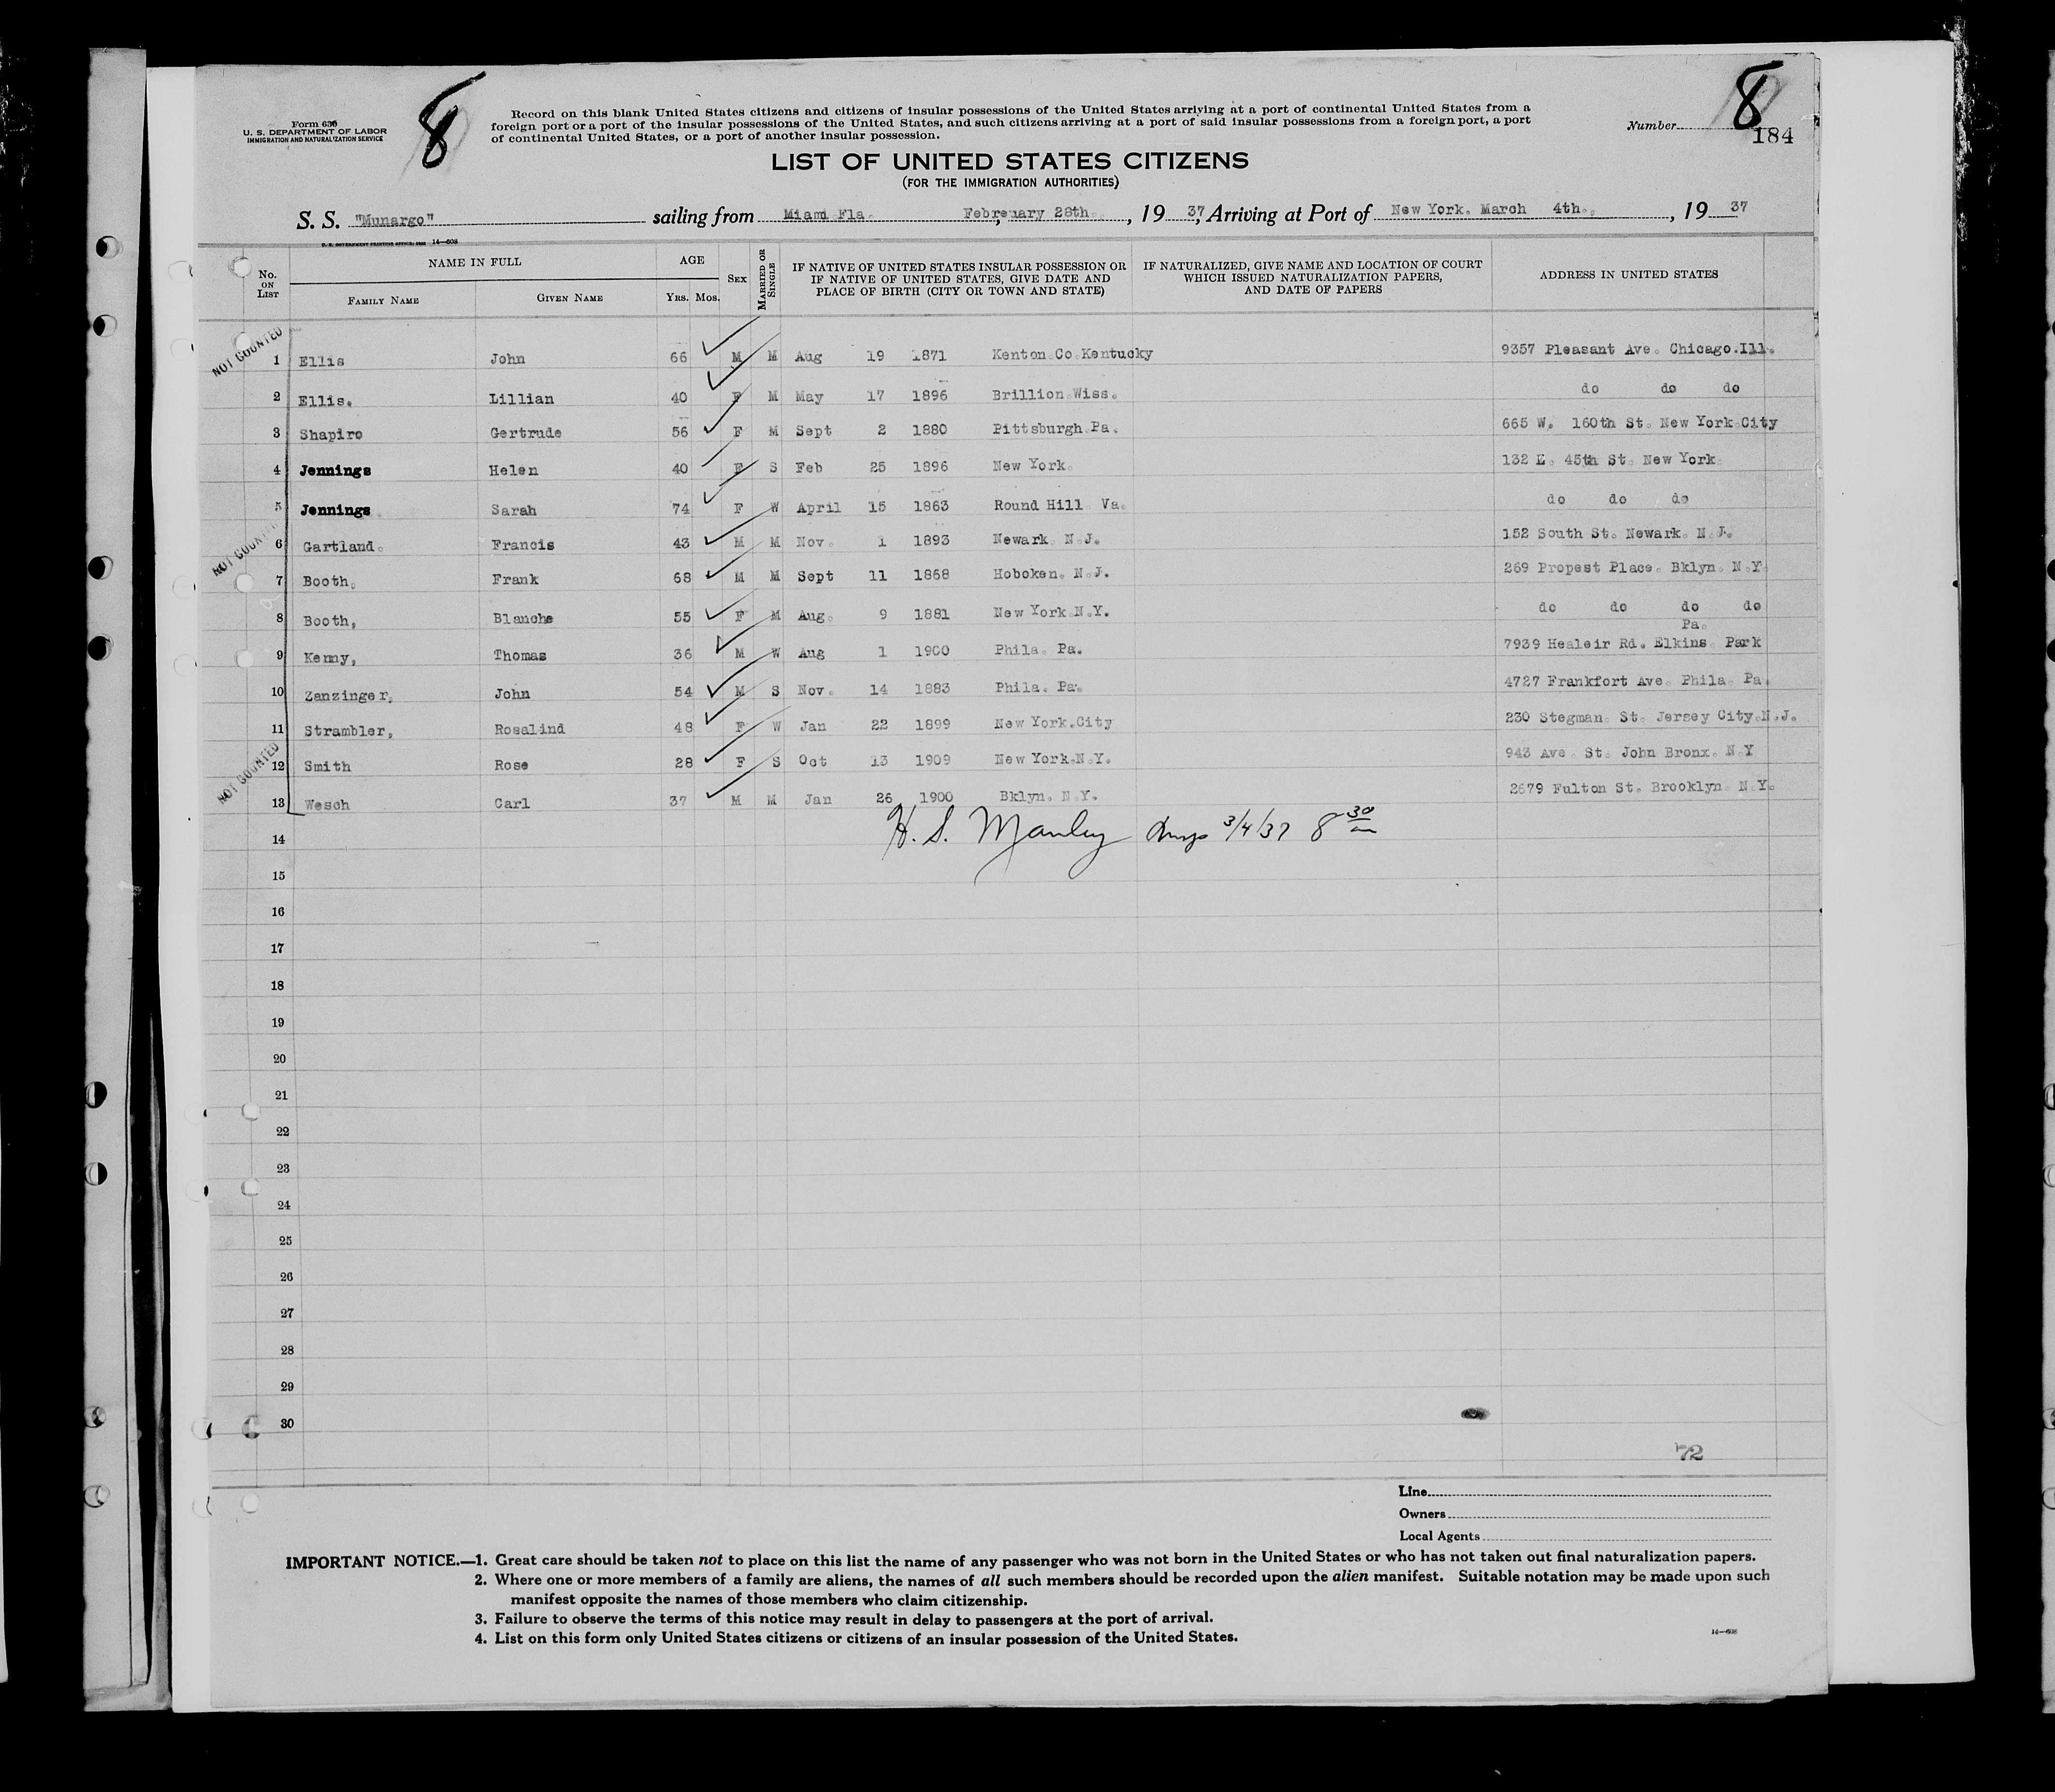 8
8
184
Form 636
U. S. DEPARTMENT OF LABOR
IMMIGRATION AND NATURALIZATION SERVICE
Record on this blank United States citizens and citizens of insular possessions of the United States arriving at a port of continental United States from a
foreign port or a port of the insular possessions of the United States, and such citizens arriving at a port of said insular possessions from a foreign port, a port
of continental United States, or a port of another insular possession.
Number
LIST OF UNITED STATES CITIZENS
(FOR THE IMMIGRATION AUTHORITIES)
S. S. "Munargo" sailing from Miami Fla. Febreuary 28th. , 19 37, Arriving at Port of New York. March 4th. , 19 37
14—608
No. ON LIST NAME IN FULL AGE SEX MARRIED OR SINGLE IF NATIVE OF UNITED STATES INSULAR POSSESSION OR IF NATIVE OF UNITED STATES, GIVE DATE AND PLACE OF BIRTH (CITY OR TOWN AND STATE) IF NATURALIZED, GIVE NAME AND LOCATION OF COURT WHICH ISSUED NATURALIZATION PAPERS, AND DATE OF PAPERS ADDRESS IN UNITED STATES
FAMILY NAME GIVEN NAME YRS. MOS.
NOT COUNTED
1 Ellis John 66 M M Aug 19 1871 Kenton.Co.Kentucky 9357 Pleasant Ave. Chicago.Ill.
2 Ellis. Lillian 40 F M May 17 1896 Brillion.Wiss. do do do
3 Shapiro Gertrude 56 F M Sept 2 1880 Pittsburgh.Pa. 665 W. 160th St. New York.City
4 Jennings Helen 40 F S Feb 25 1896 New York. 132 E. 45th St. New York
5 Jennings Sarah 74 F W April 15 1863 Round Hill Va. do do do
NOT COUNTED
6 Gartland. Francis 43 M M Nov. 1 1893 Newark. N.J. 152 South St. Newark. N.J.
7 Booth. Frank 68 M M Sept 11 1868 Hoboken. N.J. 269 Propest Place. Bklyn. N.Y.
8 Booth, Blanche 55 F M Aug. 9 1881 New York.N.Y. do do do do
Pa.
9 Kenny, Thomas 36 M W Aug 1 1900 Phila. Pa. 7939 Healeir Rd. Elkins. Park
10 Zanzinger, John 54 M S Nov. 14 1883 Phila. Pa. 4727 Frankfort Ave. Phila. Pa.
11 Strambler, Rosalind 48 F W Jan 22 1899 New York.City 230 Stegman. St. Jersey City.N.J.
NOT COUNTED
12 Smith Rose 28 F S Oct 13 1909 New York.N.Y. 943 Ave. St. John Bronx. N.Y
13 Wesch Carl 37 M M Jan 26 1900 Bklyn. N.Y. 2679 Fulton St. Brooklyn. N.Y.
H. S. Manley 3/4/37 8 30
14
15
16
17
18
19
20
21
22
23
24
25
26
27
28
29
30
72
Line
Owners
Local Agents
IMPORTANT NOTICE.—1. Great care should be taken not to place on this list the name of any passenger who was not born in the United States or who has not taken out final naturalization papers.
2. Where one or more members of a family are aliens, the names of all such members should be recorded upon the alien manifest. Suitable notation may be made upon such
manifest opposite the names of those members who claim citizenship.
3. Failure to observe the terms of this notice may result in delay to passengers at the port of arrival.
4. List on this form only United States citizens or citizens of an insular possession of the United States.
14—608